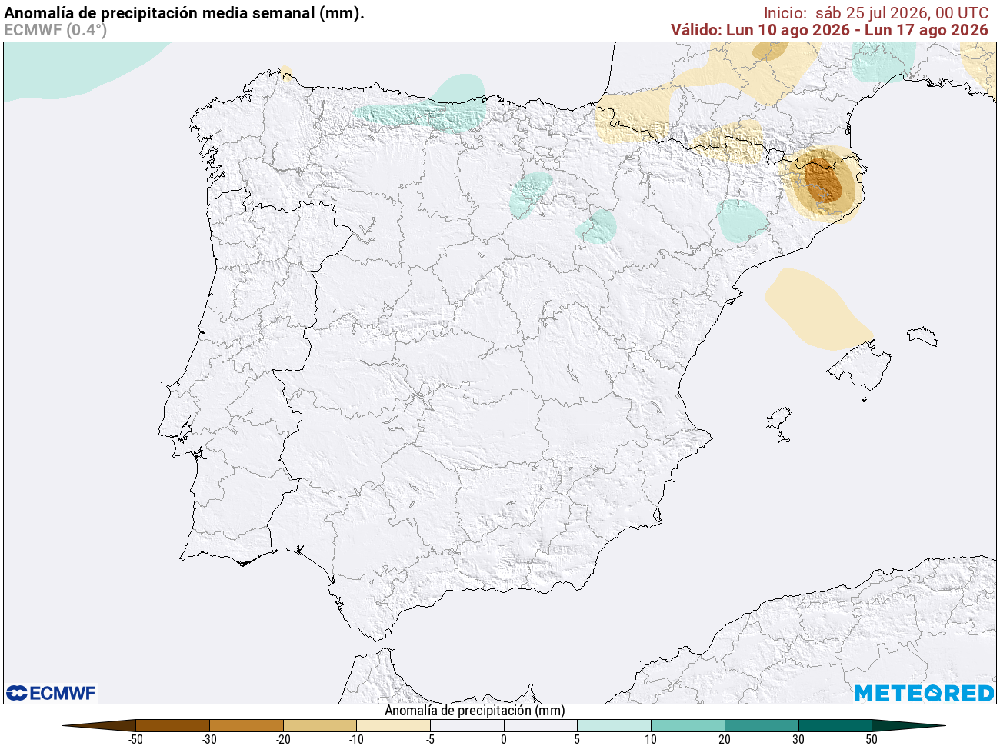 Anomalía de precipitación media semanal (mm).
Inicio: sáb 25 jul 2026, 00 UTC
ECMWF (0.4°)
Válido: Lun 10 ago 2026 - Lun 17 ago 2026
ECMWF
METEORED
Anomalía de precipitación (mm)
-50 -30 -20 -10 -5 0 5 10 20 30 50